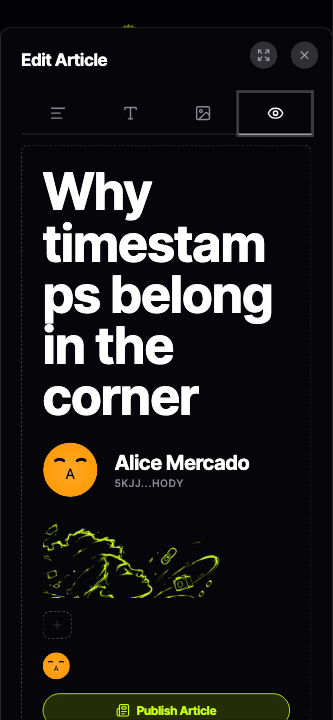 Edit Article
Why
timestam
ps belong
in the
corner
A
Alice Mercado
5KJJ...HODY
Publish Article